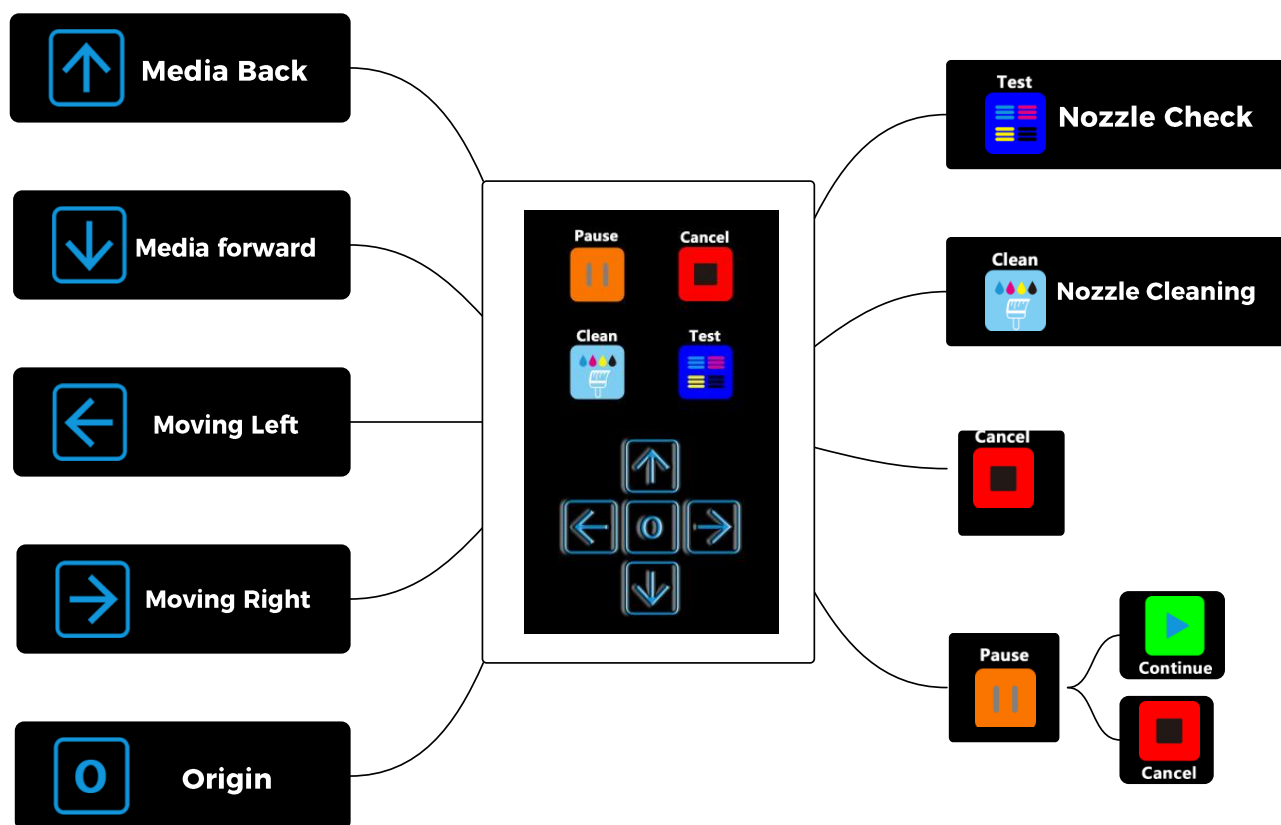 Media Back
Media forward
Moving Left
Moving Right
O
Origin
Pause
Cancel
Clean
Test
O
Test
Nozzle Check
Clean
Nozzle Cleaning
Cancel
Pause
Continue
Cancel